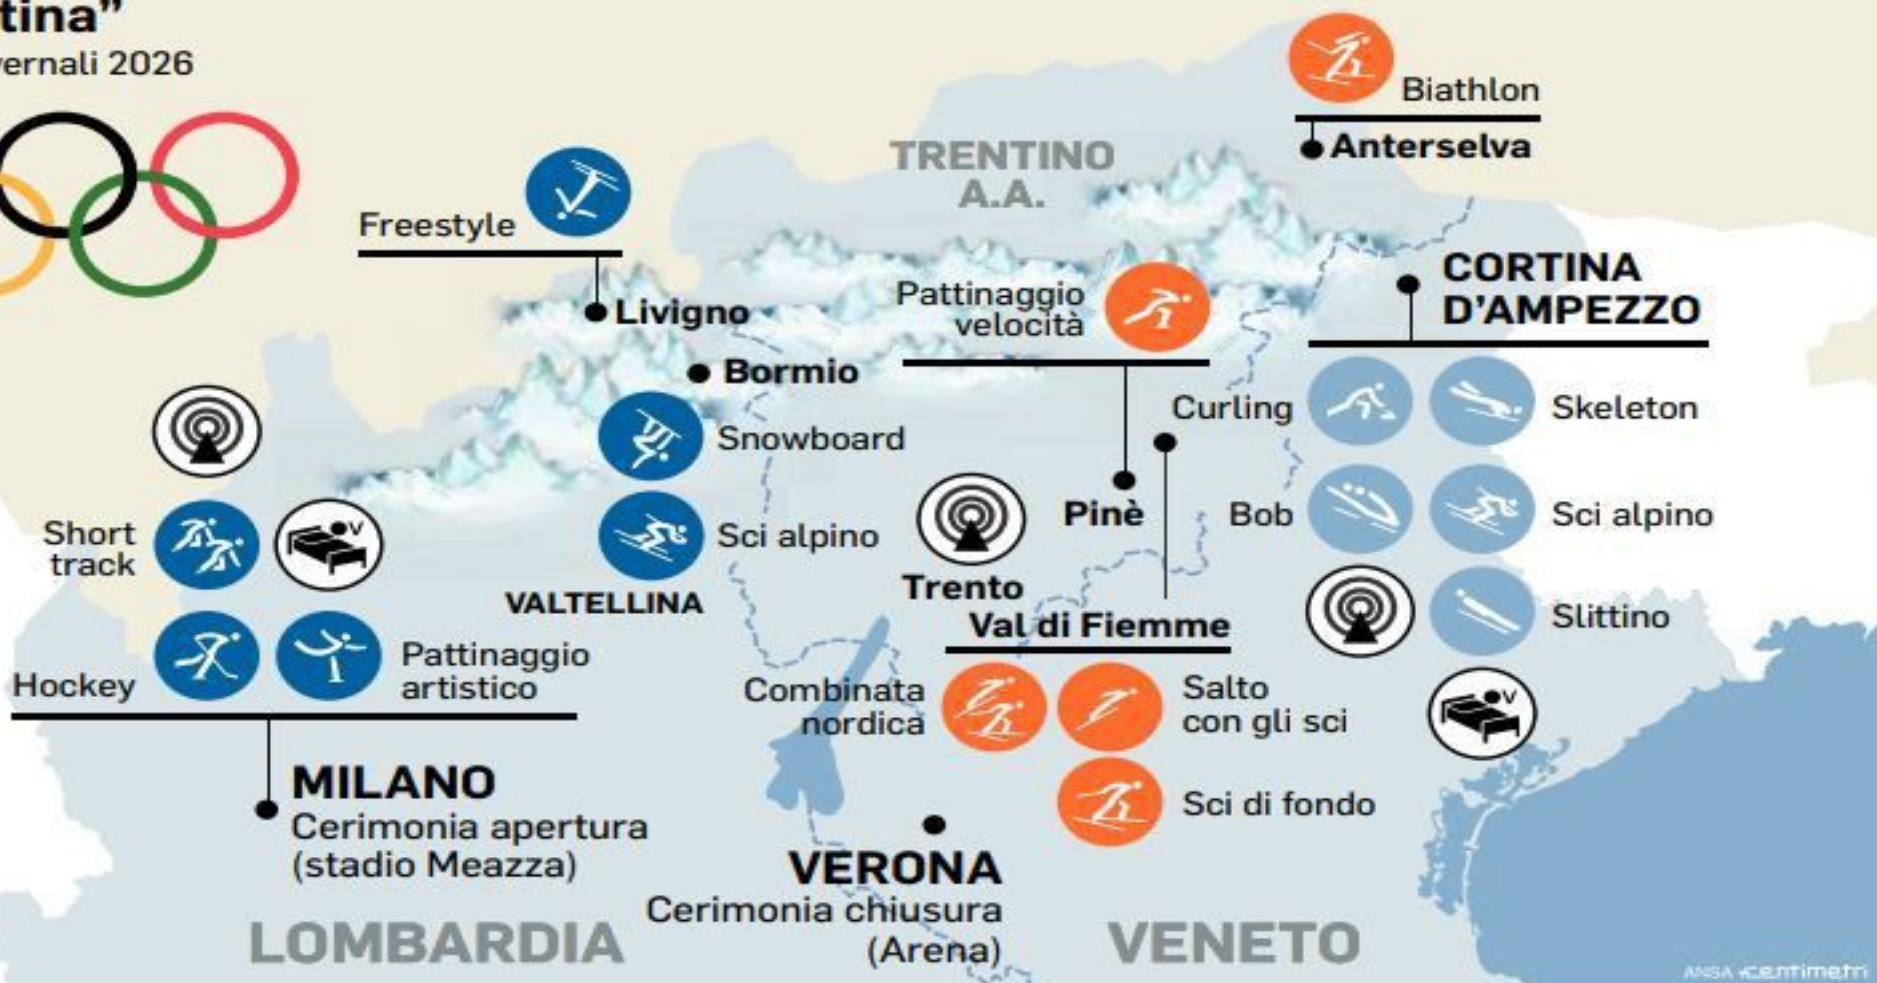 tina”
ernali 2026
Biathlon
Anterselva
TRENTINO
A.A.
Freestyle
Livigno
Bormio
Snowboard
Sci alpino
VALTELLINA
Pattinaggio
velocità
Pinè
CORTINA
D’AMPEZZO
Curling
Skeleton
Bob
Sci alpino
Slittino
Short
track
Hockey
Pattinaggio
artistico
Trento
Val di Fiemme
Combinata
nordica
Salto
con gli sci
Sci di fondo
MILANO
Cerimonia apertura
(stadio Meazza)
VERONA
Cerimonia chiusura
(Arena)
LOMBARDIA
VENETO
ANSA centimetri